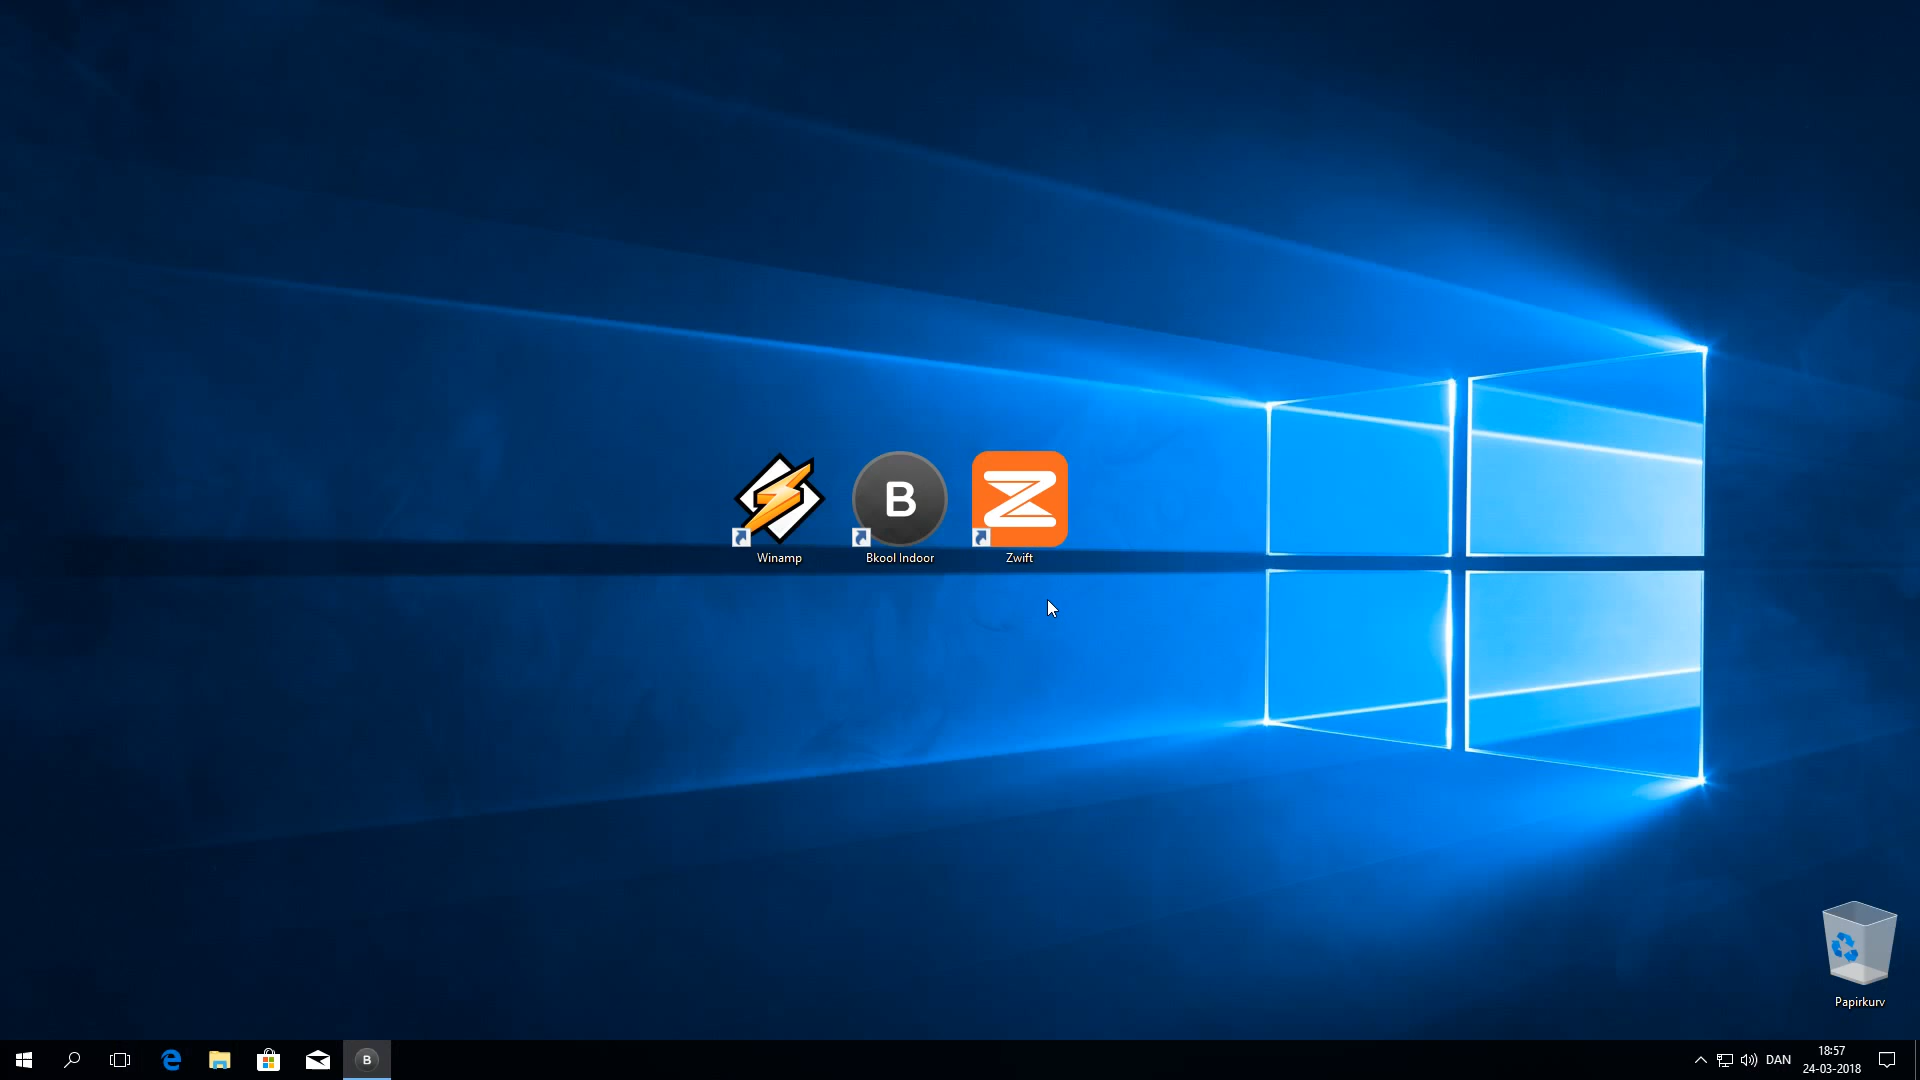 B
Winamp
Bkool Indoor
Zwift
Papirkurv
B
DAN
18:57
24-03-2018